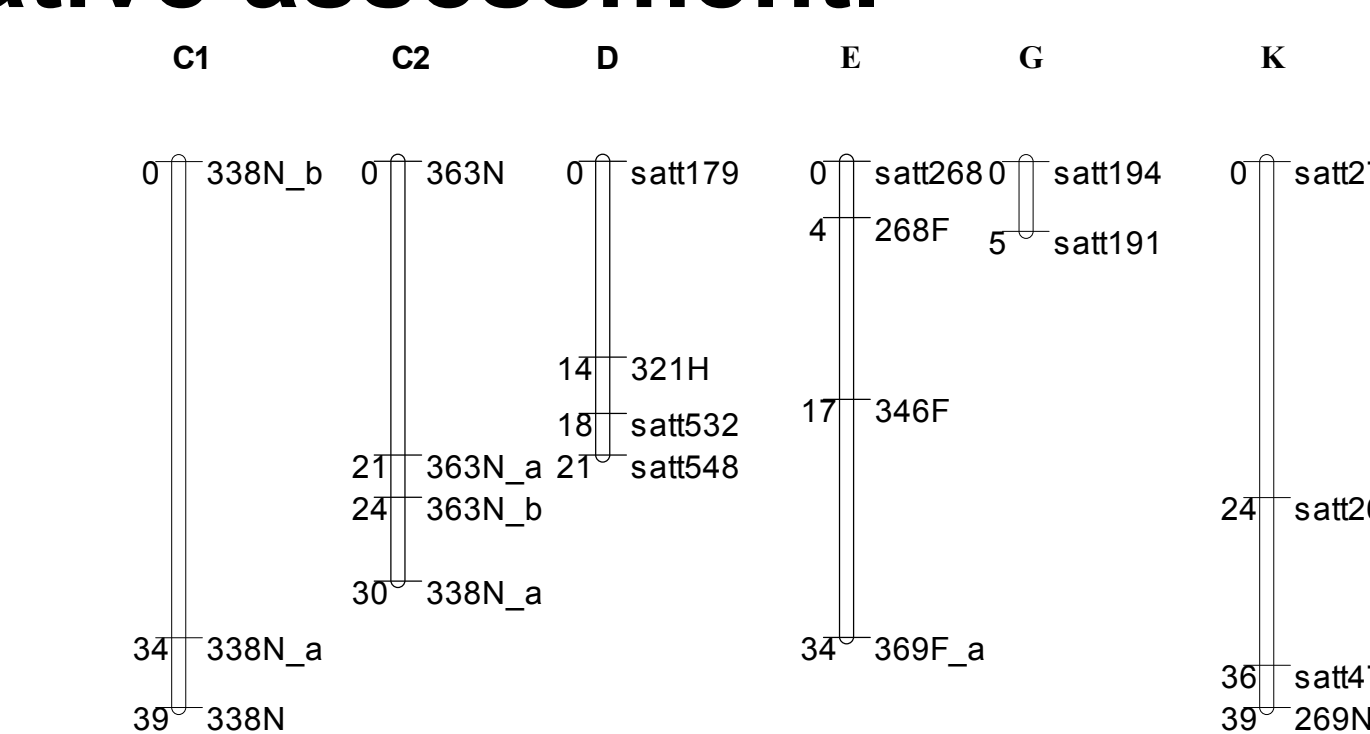 C1 C2 D E G K
0 338N_b 0 363N 0 satt179 0 satt268 0 satt194 0
4 268F 5 satt191
14 321H
17 346F
18 satt532
21 363N_a 21 satt548
24 363N_b 24
30 338N_a
34 338N_a 34 369F_a
36
39 338N 39 269N